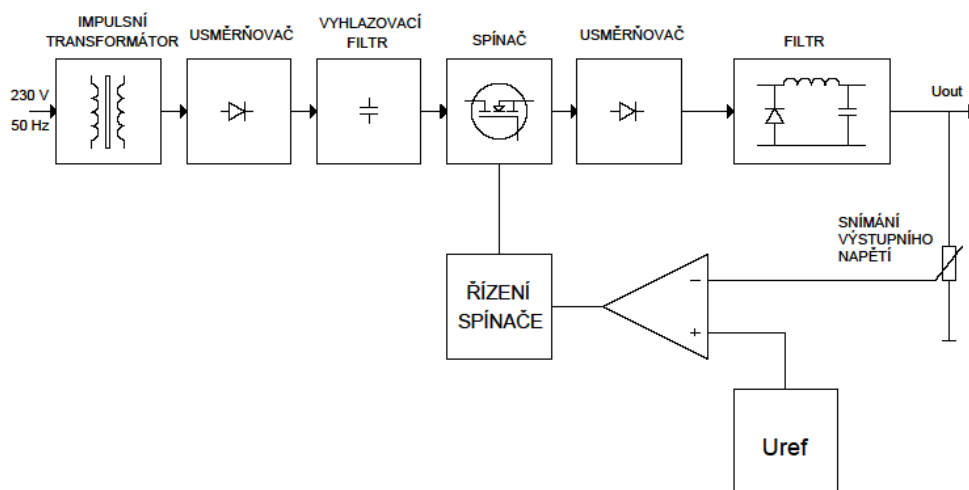 IMPULSNÍ
TRANSFORMÁTOR
USMĚRŇOVAČ
VYHLAZOVACÍ
FILTR
SPÍNAČ
USMĚRŇOVAČ
FILTR
230 V
50 Hz
Uout
SNÍMÁNÍ
VÝSTUPNÍHO
NAPĚTÍ
ŘÍZENÍ
SPÍNAČE
−
+
Uref